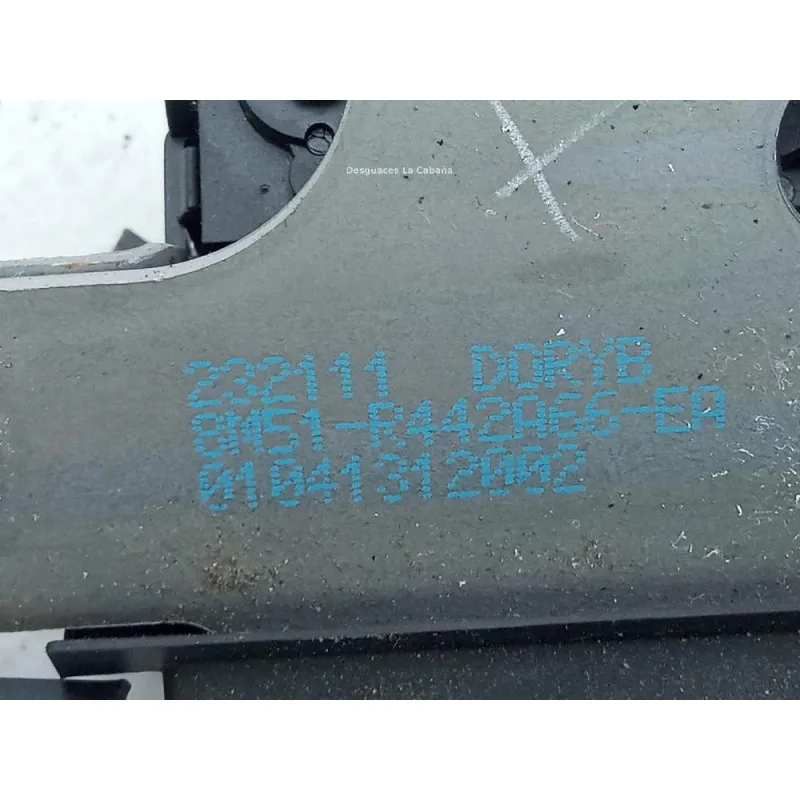 Desguaces La Cabaña
232111 DORYB
8M51-R442A66-EA
01041312002